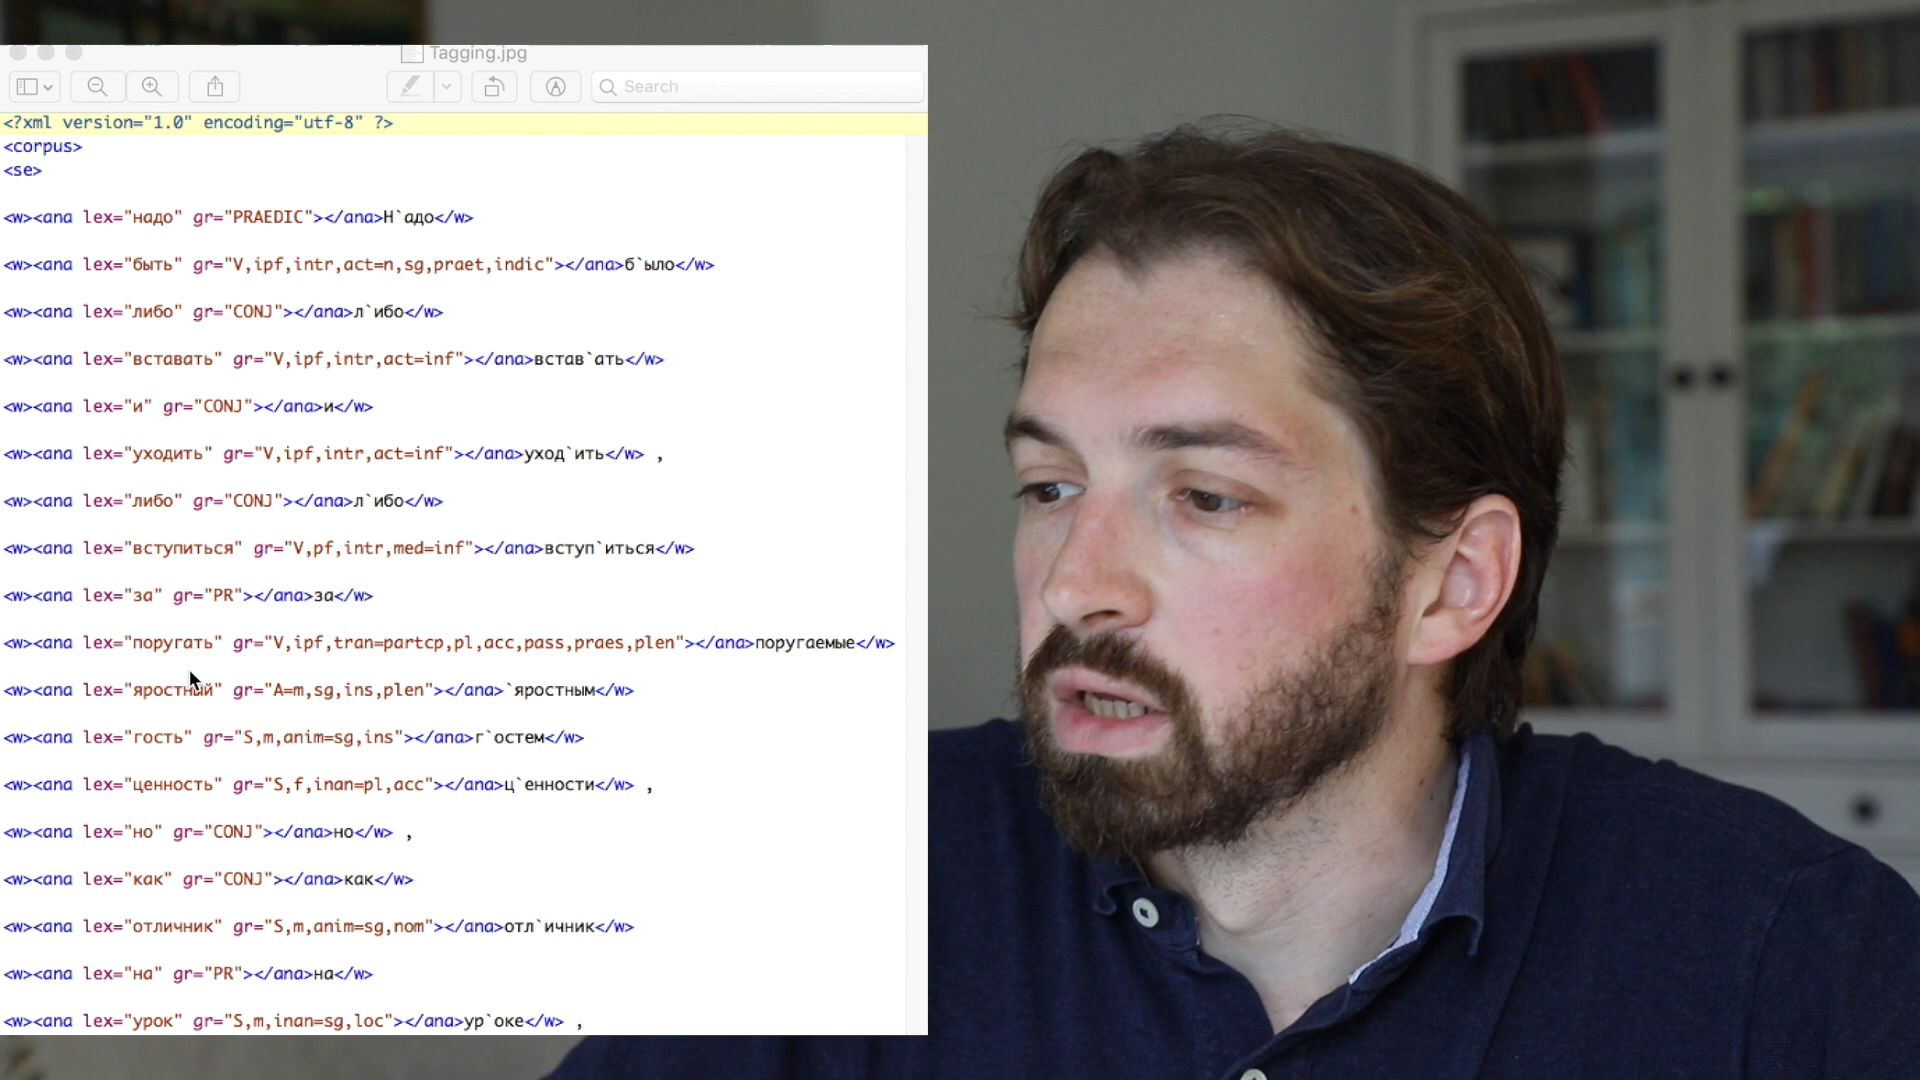 Tagging.jpg
Search
<?xml version="1.0" encoding="utf-8" ?>
<corpus>
<se>
<w><ana lex="надо" gr="PRAEDIC"></ana>Н`адо</w>
<w><ana lex="быть" gr="V,ipf,intr,act=n,sg,praet,indic"></ana>б`ыло</w>
<w><ana lex="либо" gr="CONJ"></ana>л`ибо</w>
<w><ana lex="вставать" gr="V,ipf,intr,act=inf"></ana>встав`ать</w>
<w><ana lex="и" gr="CONJ"></ana>и</w>
<w><ana lex="уходить" gr="V,ipf,intr,act=inf"></ana>уход`ить</w> ,
<w><ana lex="либо" gr="CONJ"></ana>л`ибо</w>
<w><ana lex="вступиться" gr="V,pf,intr,med=inf"></ana>вступ`иться</w>
<w><ana lex="за" gr="PR"></ana>за</w>
<w><ana lex="поругать" gr="V,ipf,tran=partcp,pl,acc,pass,praes,plen"></ana>поругаемые</w>
<w><ana lex="яростный" gr="A=m,sg,ins,plen"></ana>`яростным</w>
<w><ana lex="гость" gr="S,m,anim=sg,ins"></ana>г`остем</w>
<w><ana lex="ценность" gr="S,f,inan=pl,acc"></ana>ц`енности</w> ,
<w><ana lex="но" gr="CONJ"></ana>но</w> ,
<w><ana lex="как" gr="CONJ"></ana>как</w>
<w><ana lex="отличник" gr="S,m,anim=sg,nom"></ana>отл`ичник</w>
<w><ana lex="на" gr="PR"></ana>на</w>
<w><ana lex="урок" gr="S,m,inan=sg,loc"></ana>ур`оке</w> ,